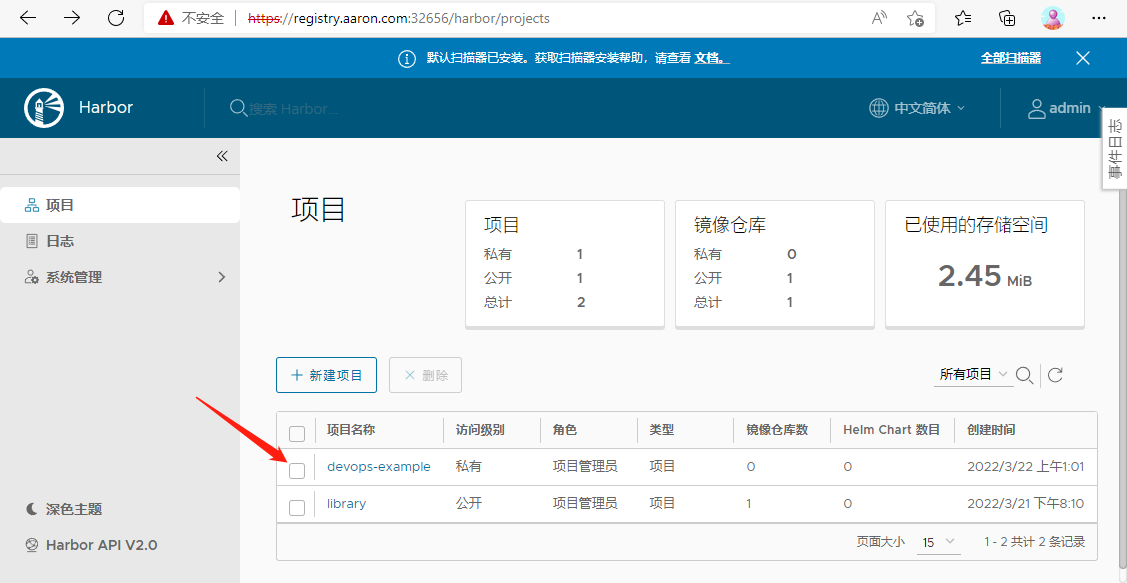 不安全 https://registry.aaron.com:32656/harbor/projects
默认扫描器已安装。获取扫描器安装帮助，请查看 文档。 全部扫描器
Harbor 搜索 Harbor... 中文简体 admin
事件日志
项目
日志
系统管理
深色主题
Harbor API V2.0
项目
项目
私有 1
公开 1
总计 2
镜像仓库
私有 0
公开 1
总计 1
已使用的存储空间
2.45 MiB
新建项目 删除 所有项目
项目名称 访问级别 角色 类型 镜像仓库数 Helm Chart 数目 创建时间
devops-example 私有 项目管理员 项目 0 0 2022/3/22 上午1:01
library 公开 项目管理员 项目 1 0 2022/3/21 下午8:10
页面大小 15 1 - 2 共计 2 条记录